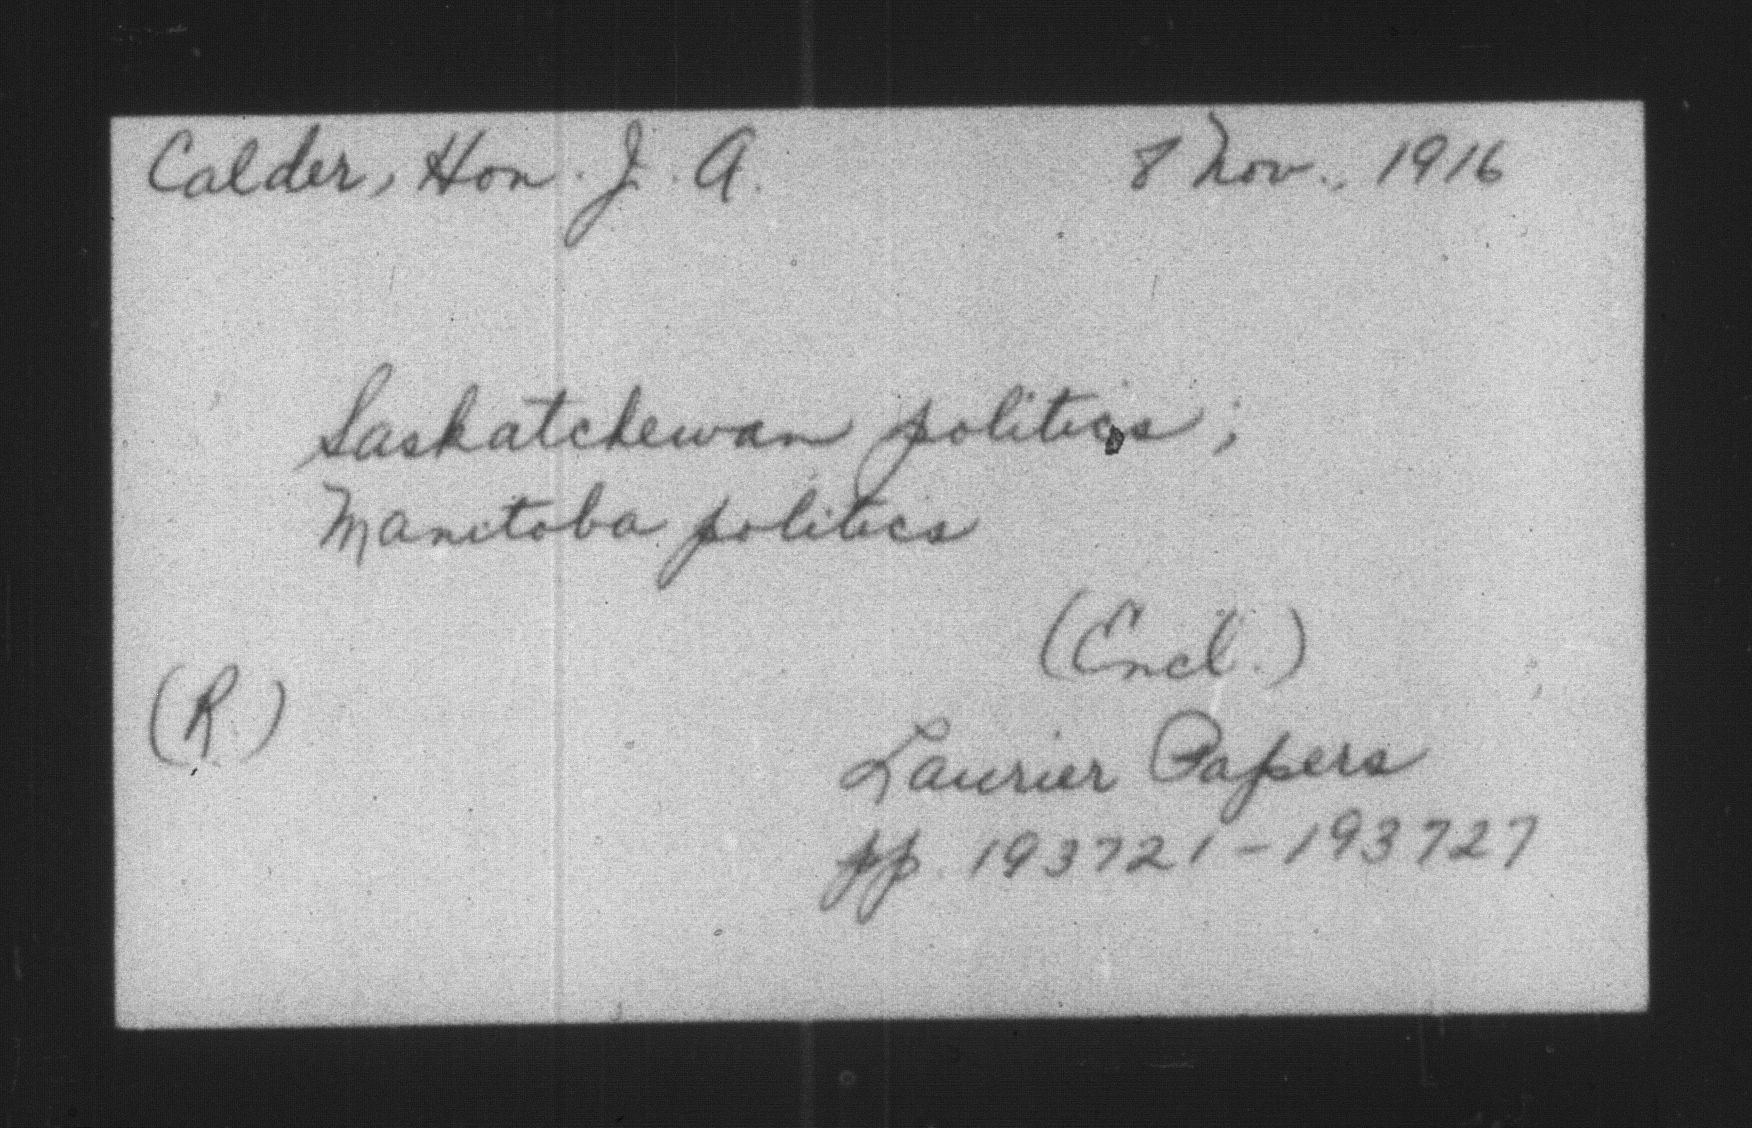 Calder, Hon. J. A. 8 Nov., 1916
Saskatchewan politics;
Manitoba politics
(Encl.)
(R.)
Laurier Papers
pp. 193721-193727